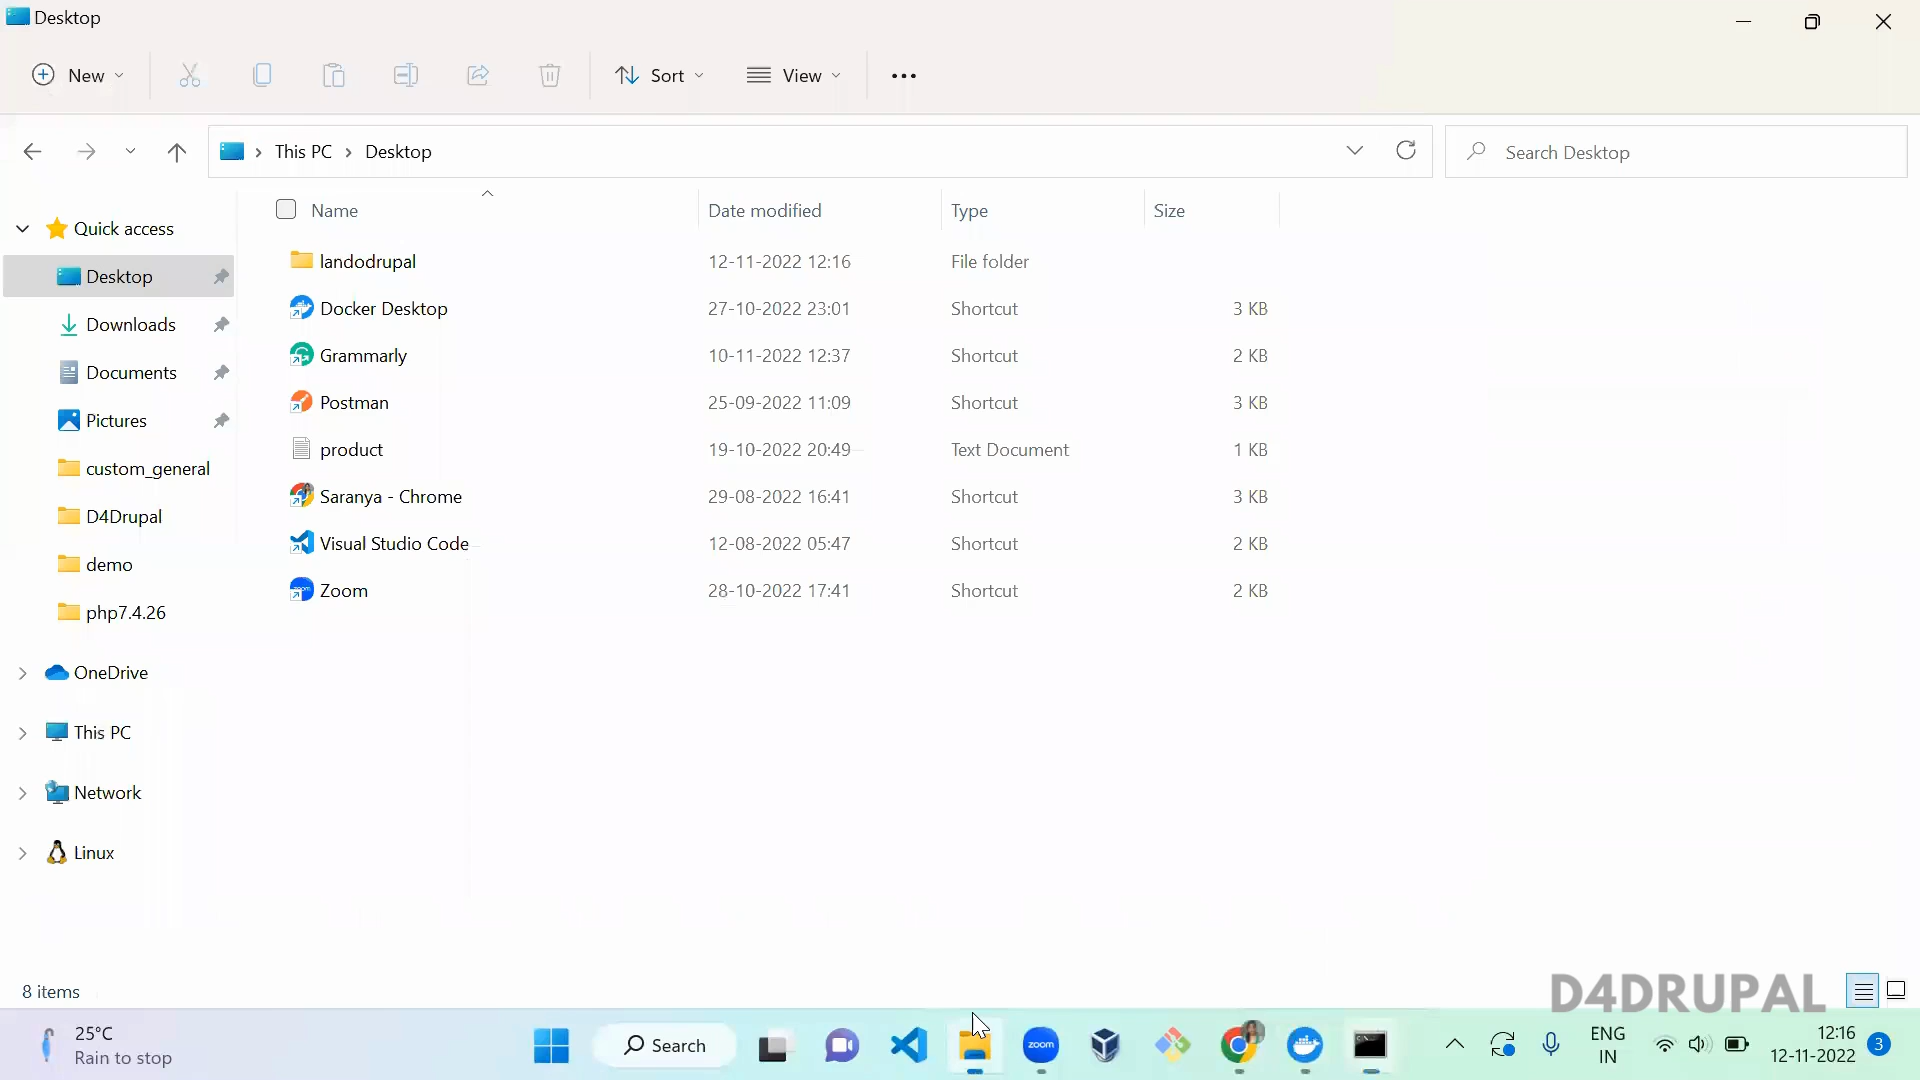 Desktop
New
Sort
View
This PC
Desktop
Search Desktop
Name
Date modified
Type
Size
Quick access
Desktop
Downloads
Documents
Pictures
custom_general
D4Drupal
demo
php7.4.26
OneDrive
This PC
Network
Linux
landodrupal 12-11-2022 12:16 File folder
Docker Desktop 27-10-2022 23:01 Shortcut 3 KB
Grammarly 10-11-2022 12:37 Shortcut 2 KB
Postman 25-09-2022 11:09 Shortcut 3 KB
product 19-10-2022 20:49 Text Document 1 KB
Saranya - Chrome 29-08-2022 16:41 Shortcut 3 KB
Visual Studio Code 12-08-2022 05:47 Shortcut 2 KB
Zoom 28-10-2022 17:41 Shortcut 2 KB
8 items
D4DRUPAL
25°C
Rain to stop
Search
zoom
ENG
IN
12:16
12-11-2022
3